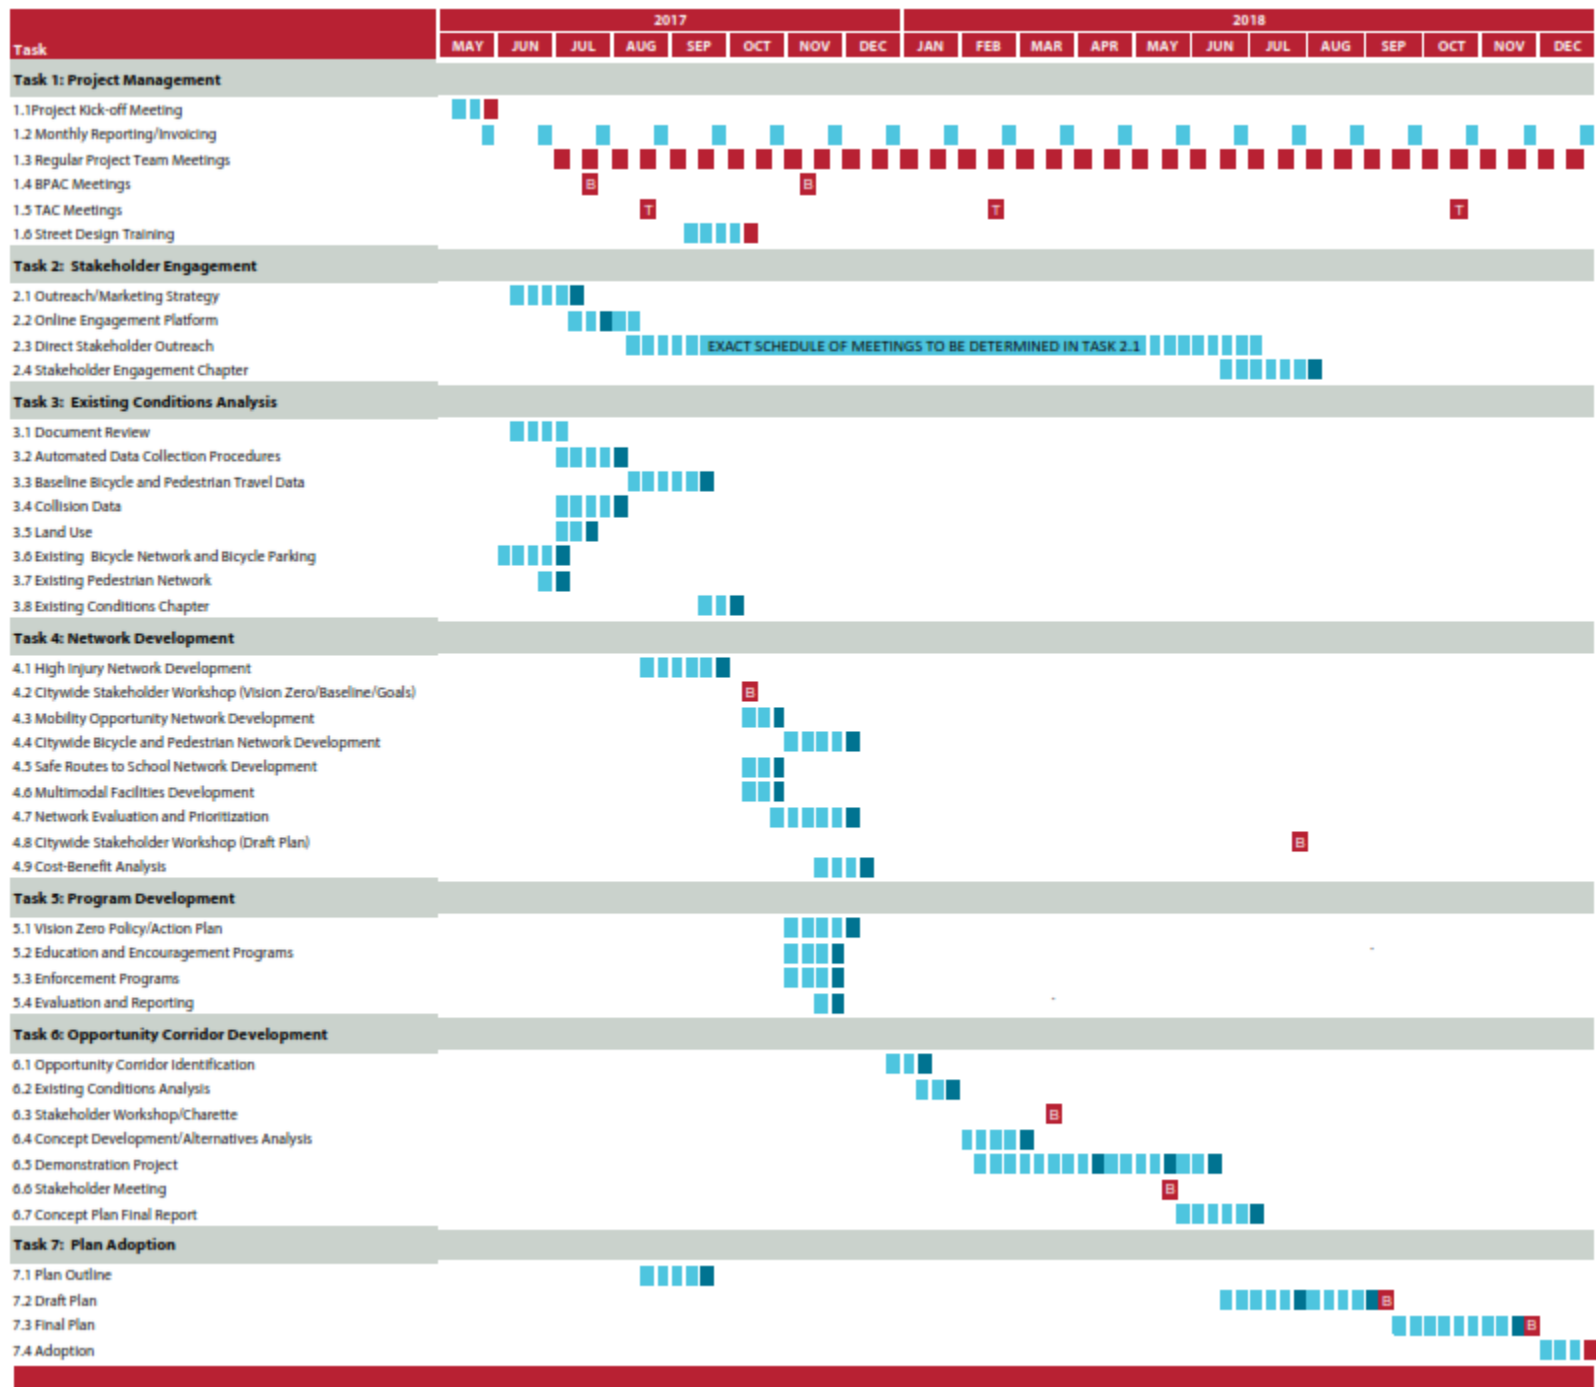 2017 2018
Task MAY JUN JUL AUG SEP OCT NOV DEC JAN FEB MAR APR MAY JUN JUL AUG SEP OCT NOV DEC
Task 1: Project Management
1.1Project Kick-off Meeting
1.2 Monthly Reporting/Invoicing
1.3 Regular Project Team Meetings
1.4 BPAC Meetings B B
1.5 TAC Meetings T T T
1.6 Street Design Training
Task 2: Stakeholder Engagement
2.1 Outreach/Marketing Strategy
2.2 Online Engagement Platform
2.3 Direct Stakeholder Outreach EXACT SCHEDULE OF MEETINGS TO BE DETERMINED IN TASK 2.1
2.4 Stakeholder Engagement Chapter
Task 3: Existing Conditions Analysis
3.1 Document Review
3.2 Automated Data Collection Procedures
3.3 Baseline Bicycle and Pedestrian Travel Data
3.4 Collision Data
3.5 Land Use
3.6 Existing Bicycle Network and Bicycle Parking
3.7 Existing Pedestrian Network
3.8 Existing Conditions Chapter
Task 4: Network Development
4.1 High Injury Network Development
4.2 Citywide Stakeholder Workshop (Vision Zero/Baseline/Goals) B
4.3 Mobility Opportunity Network Development
4.4 Citywide Bicycle and Pedestrian Network Development
4.5 Safe Routes to School Network Development
4.6 Multimodal Facilities Development
4.7 Network Evaluation and Prioritization
4.8 Citywide Stakeholder Workshop (Draft Plan) B
4.9 Cost-Benefit Analysis
Task 5: Program Development
5.1 Vision Zero Policy/Action Plan
5.2 Education and Encouragement Programs
5.3 Enforcement Programs
5.4 Evaluation and Reporting
Task 6: Opportunity Corridor Development
6.1 Opportunity Corridor Identification
6.2 Existing Conditions Analysis
6.3 Stakeholder Workshop/Charette B
6.4 Concept Development/Alternatives Analysis
6.5 Demonstration Project
6.6 Stakeholder Meeting B
6.7 Concept Plan Final Report
Task 7: Plan Adoption
7.1 Plan Outline
7.2 Draft Plan B
7.3 Final Plan B
7.4 Adoption